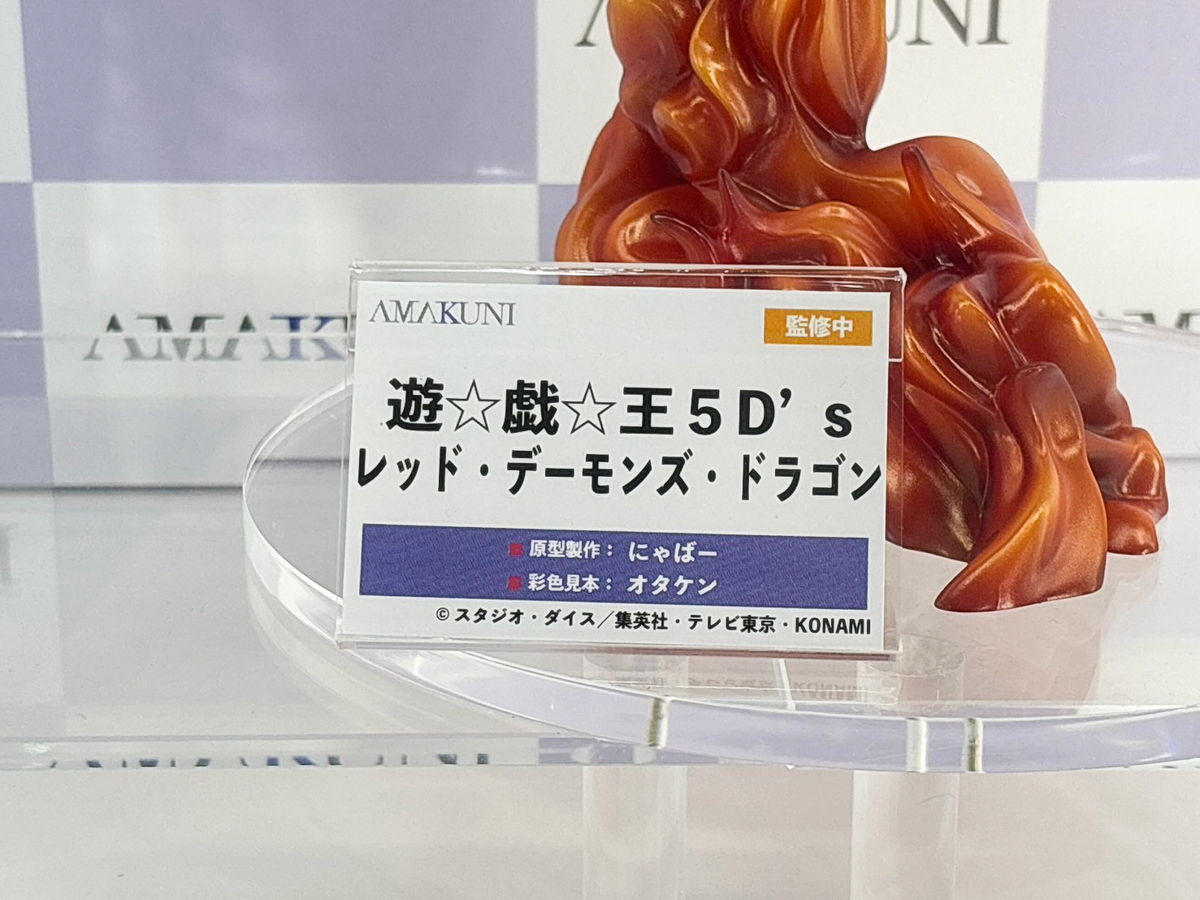 AMAKUNI
AMAKUNI
AMAKUNI
監修中
遊☆戯☆王5D's
レッド・デーモンズ・ドラゴン
■ 原型製作： にゃばー
■ 彩色見本： オタケン
© スタジオ・ダイス／集英社・テレビ東京・KONAMI